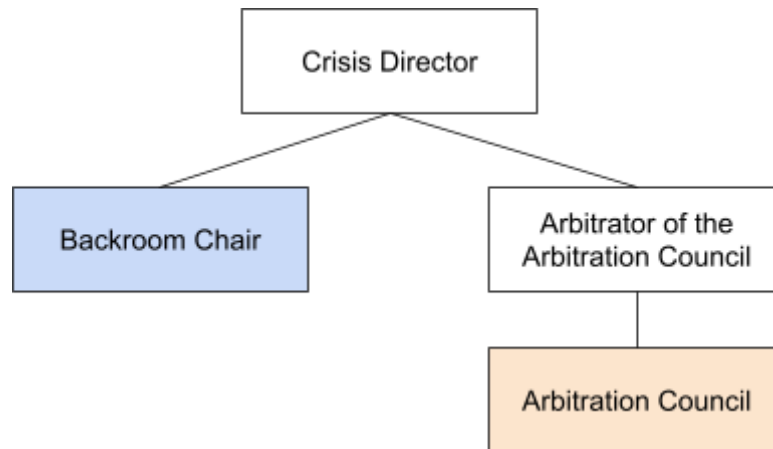 Crisis Director
Backroom Chair
Arbitrator of the
Arbitration Council
Arbitration Council